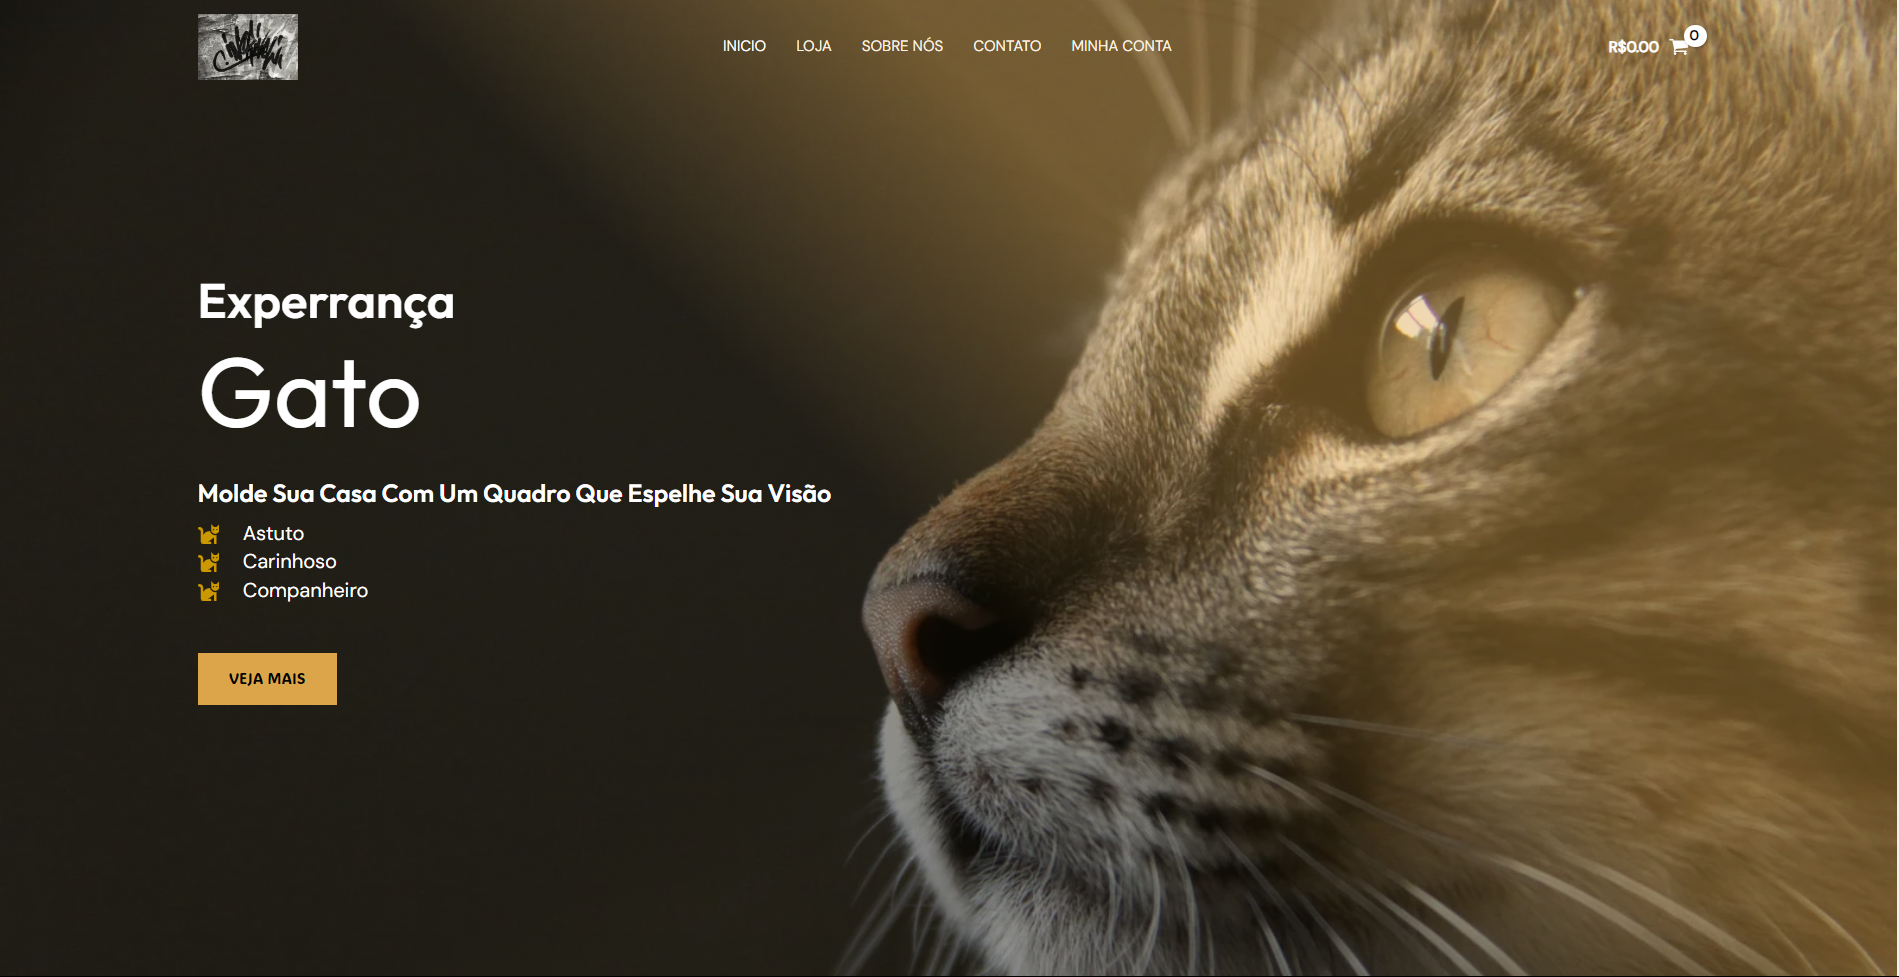 INICIO LOJA SOBRE NÓS CONTATO MINHA CONTA R$0.00 0
Experrança
Gato
Molde Sua Casa Com Um Quadro Que Espelhe Sua Visão
Astuto
Carinhoso
Companheiro
VEJA MAIS